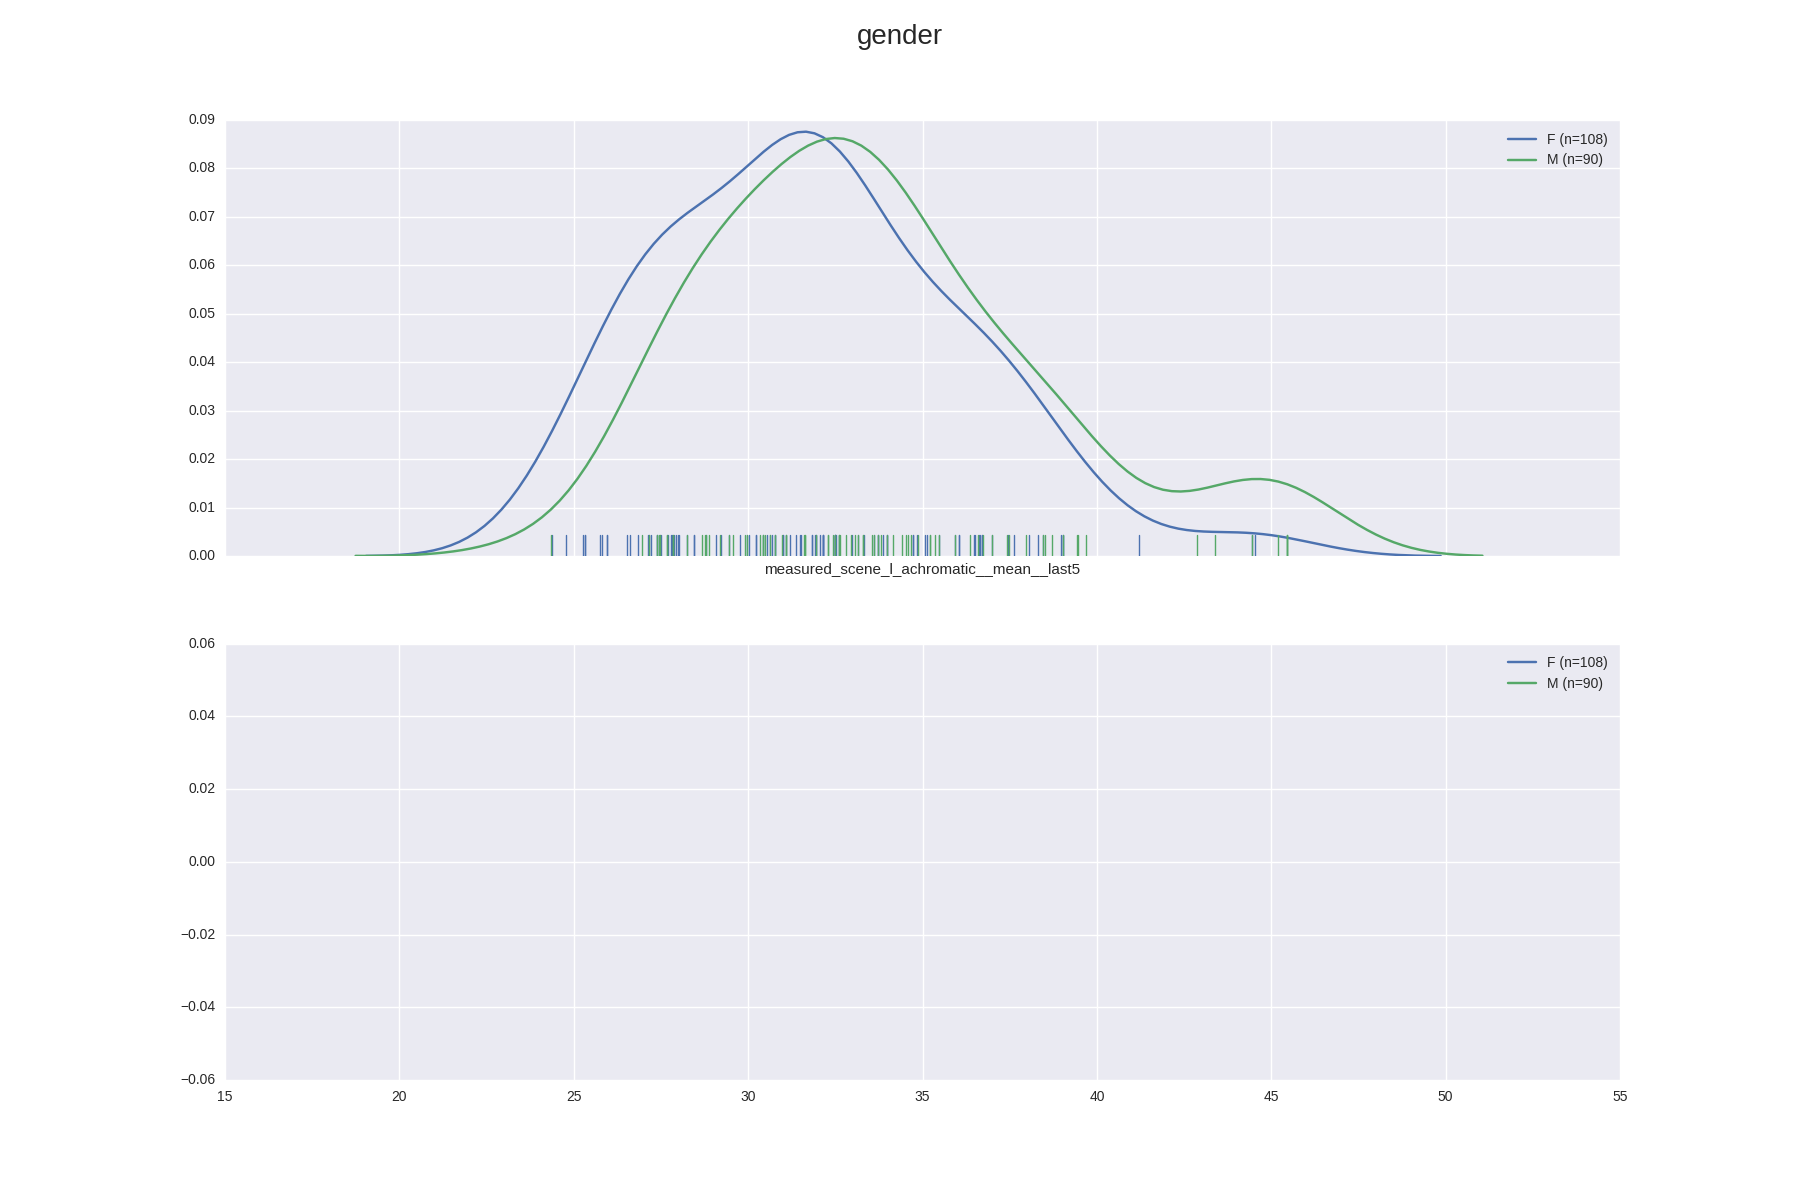 gender
0.09
0.08
0.07
0.06
0.05
0.04
0.03
0.02
0.01
0.00
F (n=108)
M (n=90)
measured_scene_l_achromatic__mean__last5
0.06
0.04
0.02
0.00
−0.02
−0.04
−0.06
F (n=108)
M (n=90)
15 20 25 30 35 40 45 50 55